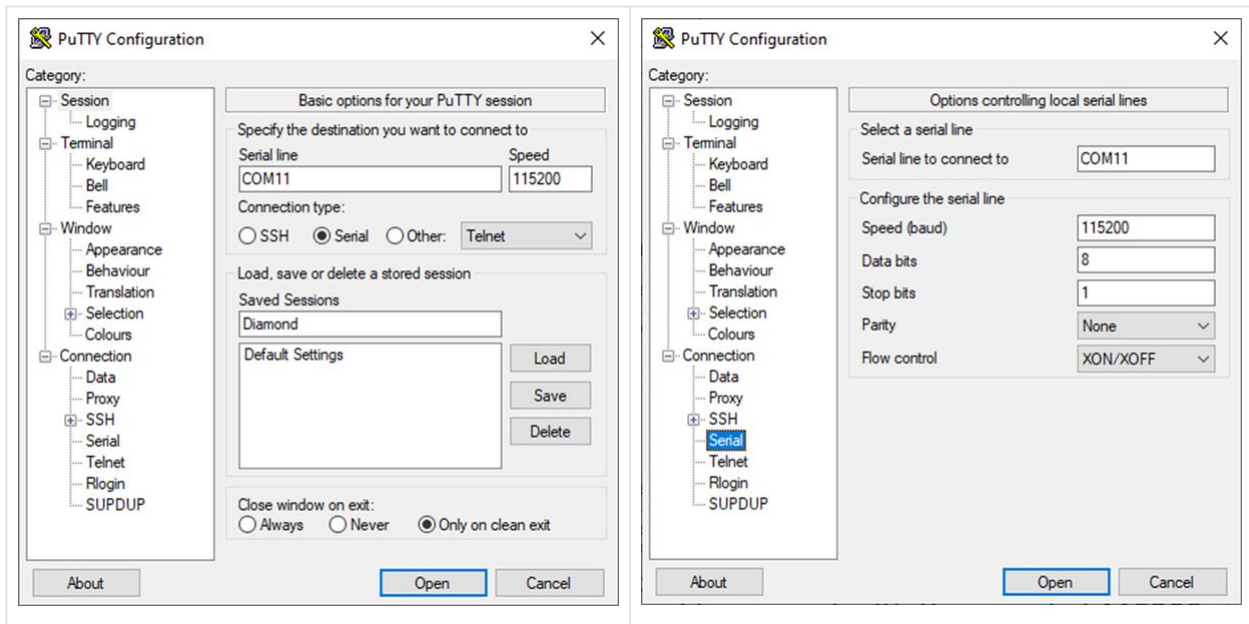 PuTTY Configuration
Category:
Session
Logging
Terminal
Keyboard
Bell
Features
Window
Appearance
Behaviour
Translation
Selection
Colours
Connection
Data
Proxy
SSH
Serial
Telnet
Rlogin
SUPDUP
Basic options for your PuTTY session
Specify the destination you want to connect to
Serial line Speed
COM11 115200
Connection type:
SSH Serial Other: Telnet
Load, save or delete a stored session
Saved Sessions
Diamond
Default Settings
Load
Save
Delete
Close window on exit:
Always Never Only on clean exit
About Open Cancel
PuTTY Configuration
Category:
Session
Logging
Terminal
Keyboard
Bell
Features
Window
Appearance
Behaviour
Translation
Selection
Colours
Connection
Data
Proxy
SSH
Serial
Telnet
Rlogin
SUPDUP
Options controlling local serial lines
Select a serial line
Serial line to connect to COM11
Configure the serial line
Speed (baud) 115200
Data bits 8
Stop bits 1
Parity None
Flow control XON/XOFF
About Open Cancel